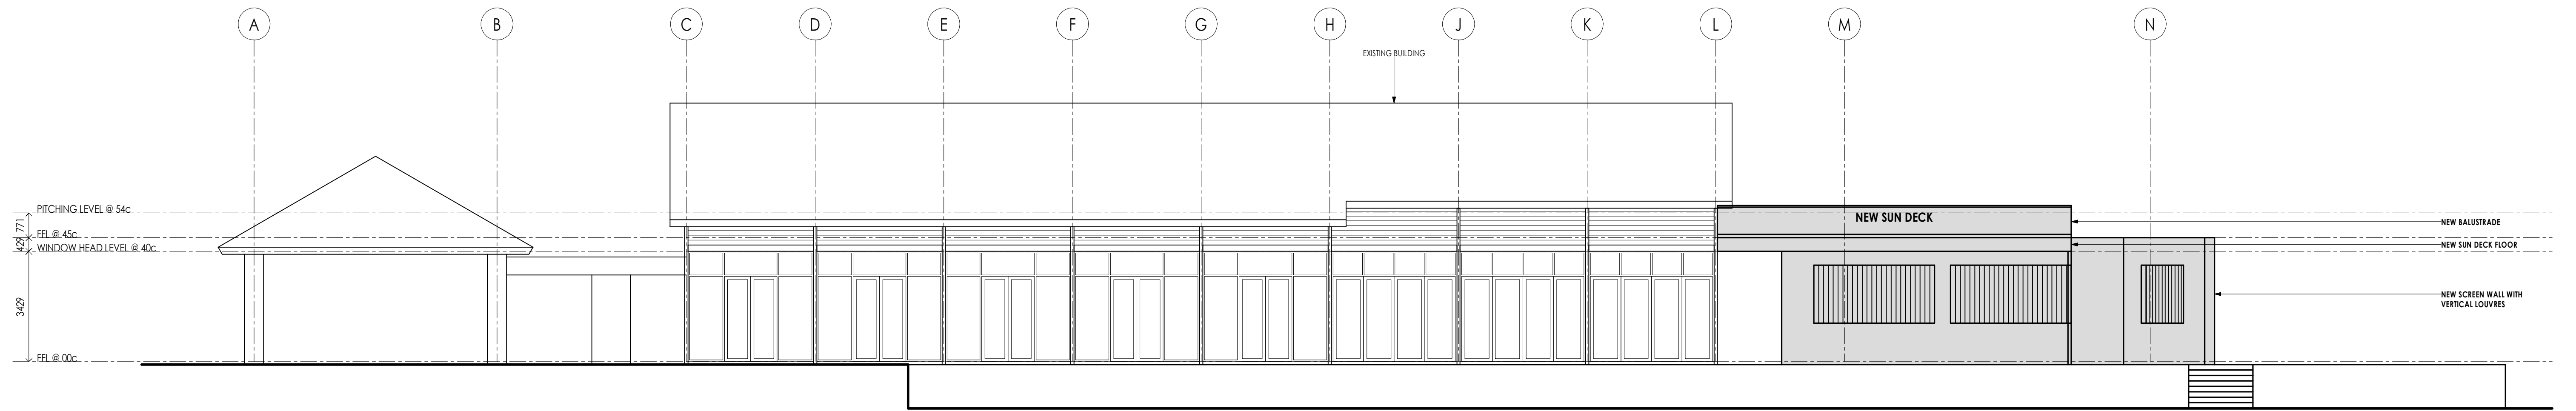 A B C D E F G H J K L M N
EXISTING BUILDING
PITCHING LEVEL @ 54c
771
NEW SUN DECK
NEW BALUSTRADE
FFL @ 45c
429
WINDOW HEAD LEVEL @ 40c
NEW SUN DECK FLOOR
3429
NEW SCREEN WALL WITH
VERTICAL LOUVRES
FFL @ 00c